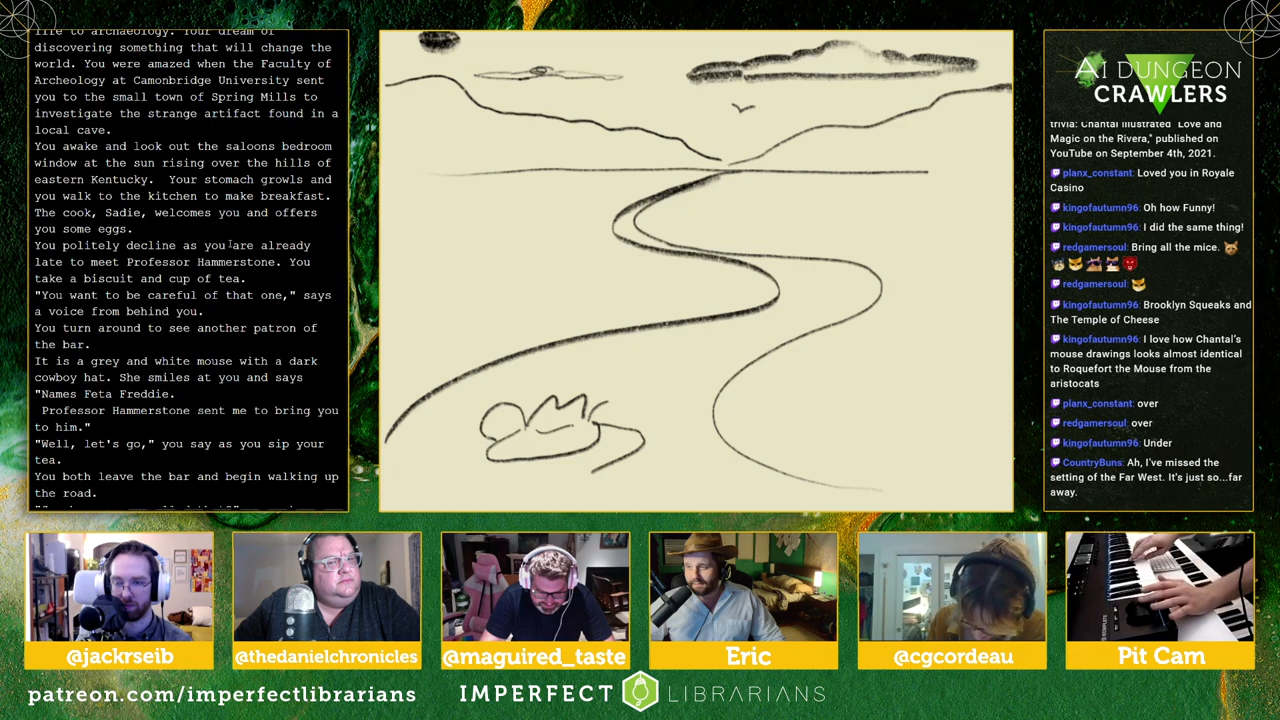 life to archaeology. Your dream of
discovering something that will change the
world. You were amazed when the Faculty of
Archeology at Camonbridge University sent
you to the small town of Spring Mills to
investigate the strange artifact found in a
local cave.
You awake and look out the saloons bedroom
window at the sun rising over the hills of
eastern Kentucky.  Your stomach growls and
you walk to the kitchen to make breakfast.
The cook, Sadie, welcomes you and offers
you some eggs.
You politely decline as you are already
late to meet Professor Hammerstone. You
take a biscuit and cup of tea.
"You want to be careful of that one," says
a voice from behind you.
You turn around to see another patron of
the bar.
It is a grey and white mouse with a dark
cowboy hat. She smiles at you and says
"Names Feta Freddie.
 Professor Hammerstone sent me to bring you
to him."
"Well, let's go," you say as you sip your
tea.
You both leave the bar and begin walking up
the road.
AI DUNGEON
CRAWLERS
trivia: Chantal illustrated "Love and
Magic on the Rivera," published on
YouTube on September 4th, 2021.
planx_constant: Loved you in Royale
Casino
kingofautumn96: Oh how Funny!
kingofautumn96: I did the same thing!
redgamersoul: Bring all the mice.
redgamersoul:
kingofautumn96: Brooklyn Squeaks and
The Temple of Cheese
kingofautumn96: I love how Chantal's
mouse drawings looks almost identical
to Roquefort the Mouse from the
aristocats
planx_constant: over
redgamersoul: over
kingofautumn96: Under
CountryBuns: Ah, I've missed the
setting of the Far West. It's just so...far
away.
@jackrseib
@thedanielchronicles
@maguired_taste
Eric
@cgcordeau
Pit Cam
patreon.com/imperfectlibrarians
IMPERFECT LIBRARIANS